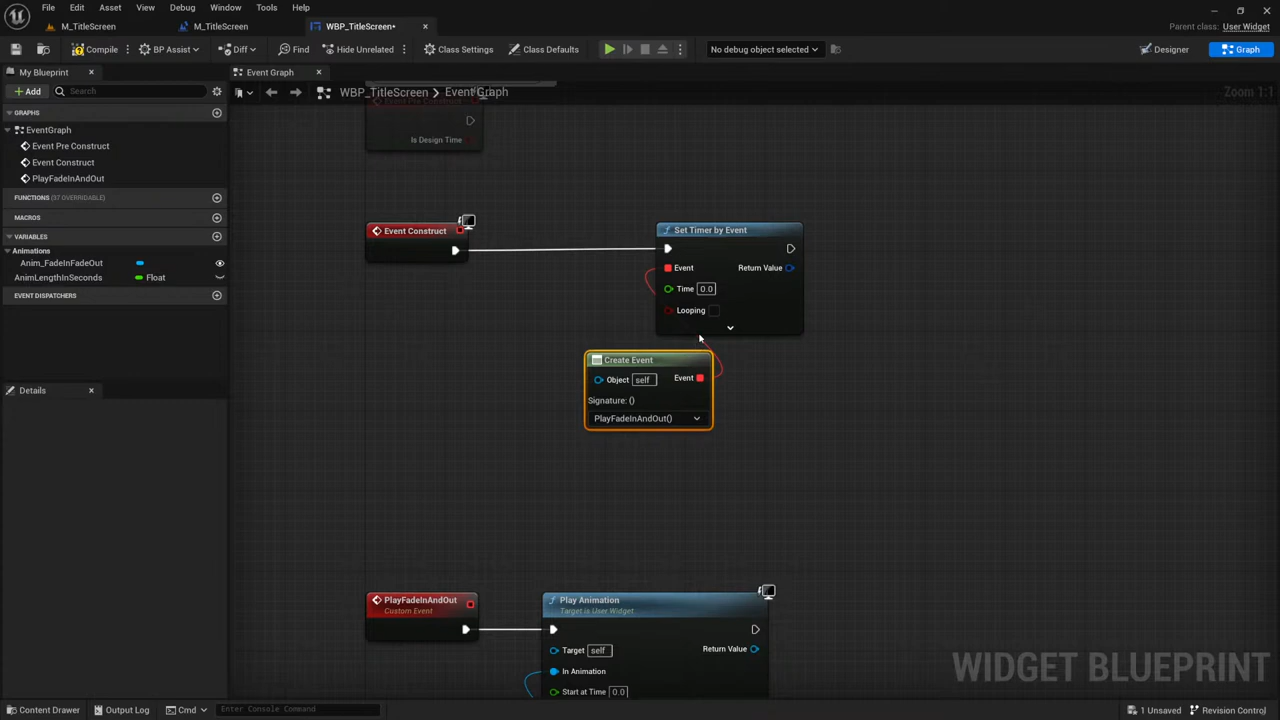 File Edit Asset View Debug Window Tools Help
M_TitleScreen M_TitleScreen WBP_TitleScreen*
Parent class: User Widget
Compile BP Assist Diff Find Hide Unrelated Class Settings Class Defaults No debug object selected Designer Graph
My Blueprint Event Graph
Add Search
WBP_TitleScreen Event Graph Zoom 1:1
GRAPHS
EventGraph
Event Pre Construct
Event Construct
PlayFadeInAndOut
FUNCTIONS (57 OVERRIDABLE)
MACROS
VARIABLES
Animations
Anim_FadeInFadeOut
AnimLengthInSeconds Float
EVENT DISPATCHERS
Details
Event Pre Construct
Is Design Time
Event Construct
Set Timer by Event
Event Return Value
Time 0.0
Looping
Create Event
Object self Event
Signature: ()
PlayFadeInAndOut()
PlayFadeInAndOut
Custom Event
Play Animation
Target is User Widget
Target self Return Value
In Animation
Start at Time 0.0
WIDGET BLUEPRINT
Content Drawer Output Log Cmd Enter Console Command 1 Unsaved Revision Control